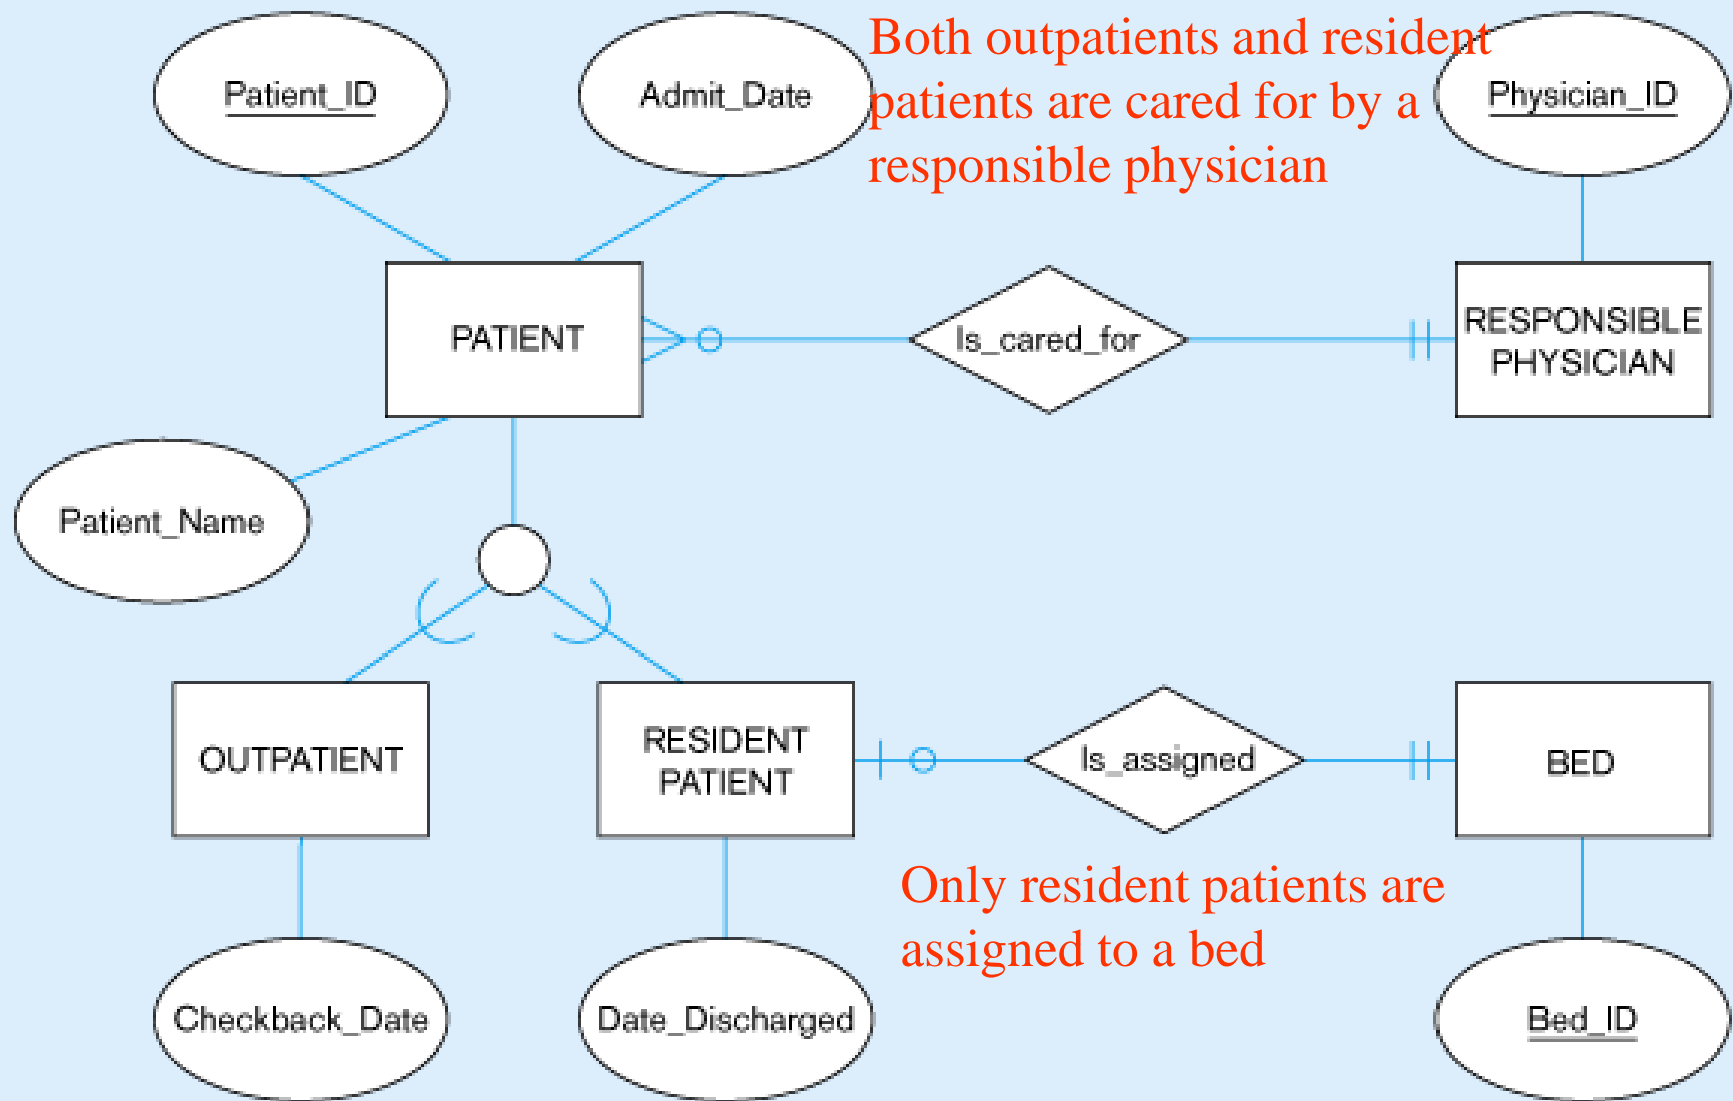 Both outpatients and resident
patients are cared for by a
responsible physician
Patient_ID
Admit_Date
Physician_ID
PATIENT
Is_cared_for
RESPONSIBLE
PHYSICIAN
Patient_Name
OUTPATIENT
RESIDENT
PATIENT
Is_assigned
BED
Only resident patients are
assigned to a bed
Checkback_Date
Date_Discharged
Bed_ID